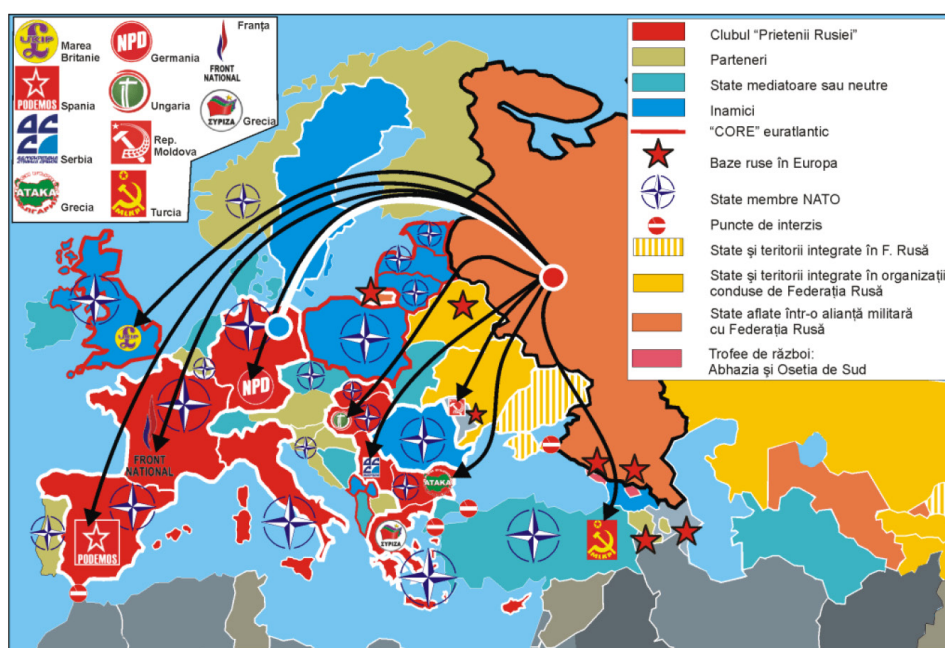 Marea
Britanie
UKIP
NPD
Germania
Franța
FRONT
NATIONAL
PODEMOS
Spania
Ungaria
ΣΥΡΙΖΑ
Grecia
Serbia
Rep.
Moldova
ATAKA
Grecia
MLKP
Turcia
Clubul "Prietenii Rusiei"
Parteneri
State mediatoare sau neutre
Inamici
"CORE" euratlantic
Baze ruse în Europa
State membre NATO
Puncte de interzis
State și teritorii integrate în F. Rusă
State și teritorii integrate în organizații
conduse de Federația Rusă
State aflate într-o alianță militară
cu Federația Rusă
Trofee de război:
Abhazia și Osetia de Sud
NPD
FRONT
NATIONAL
ATAKA
ΣΥΡΙΖΑ
PODEMOS
MLKP